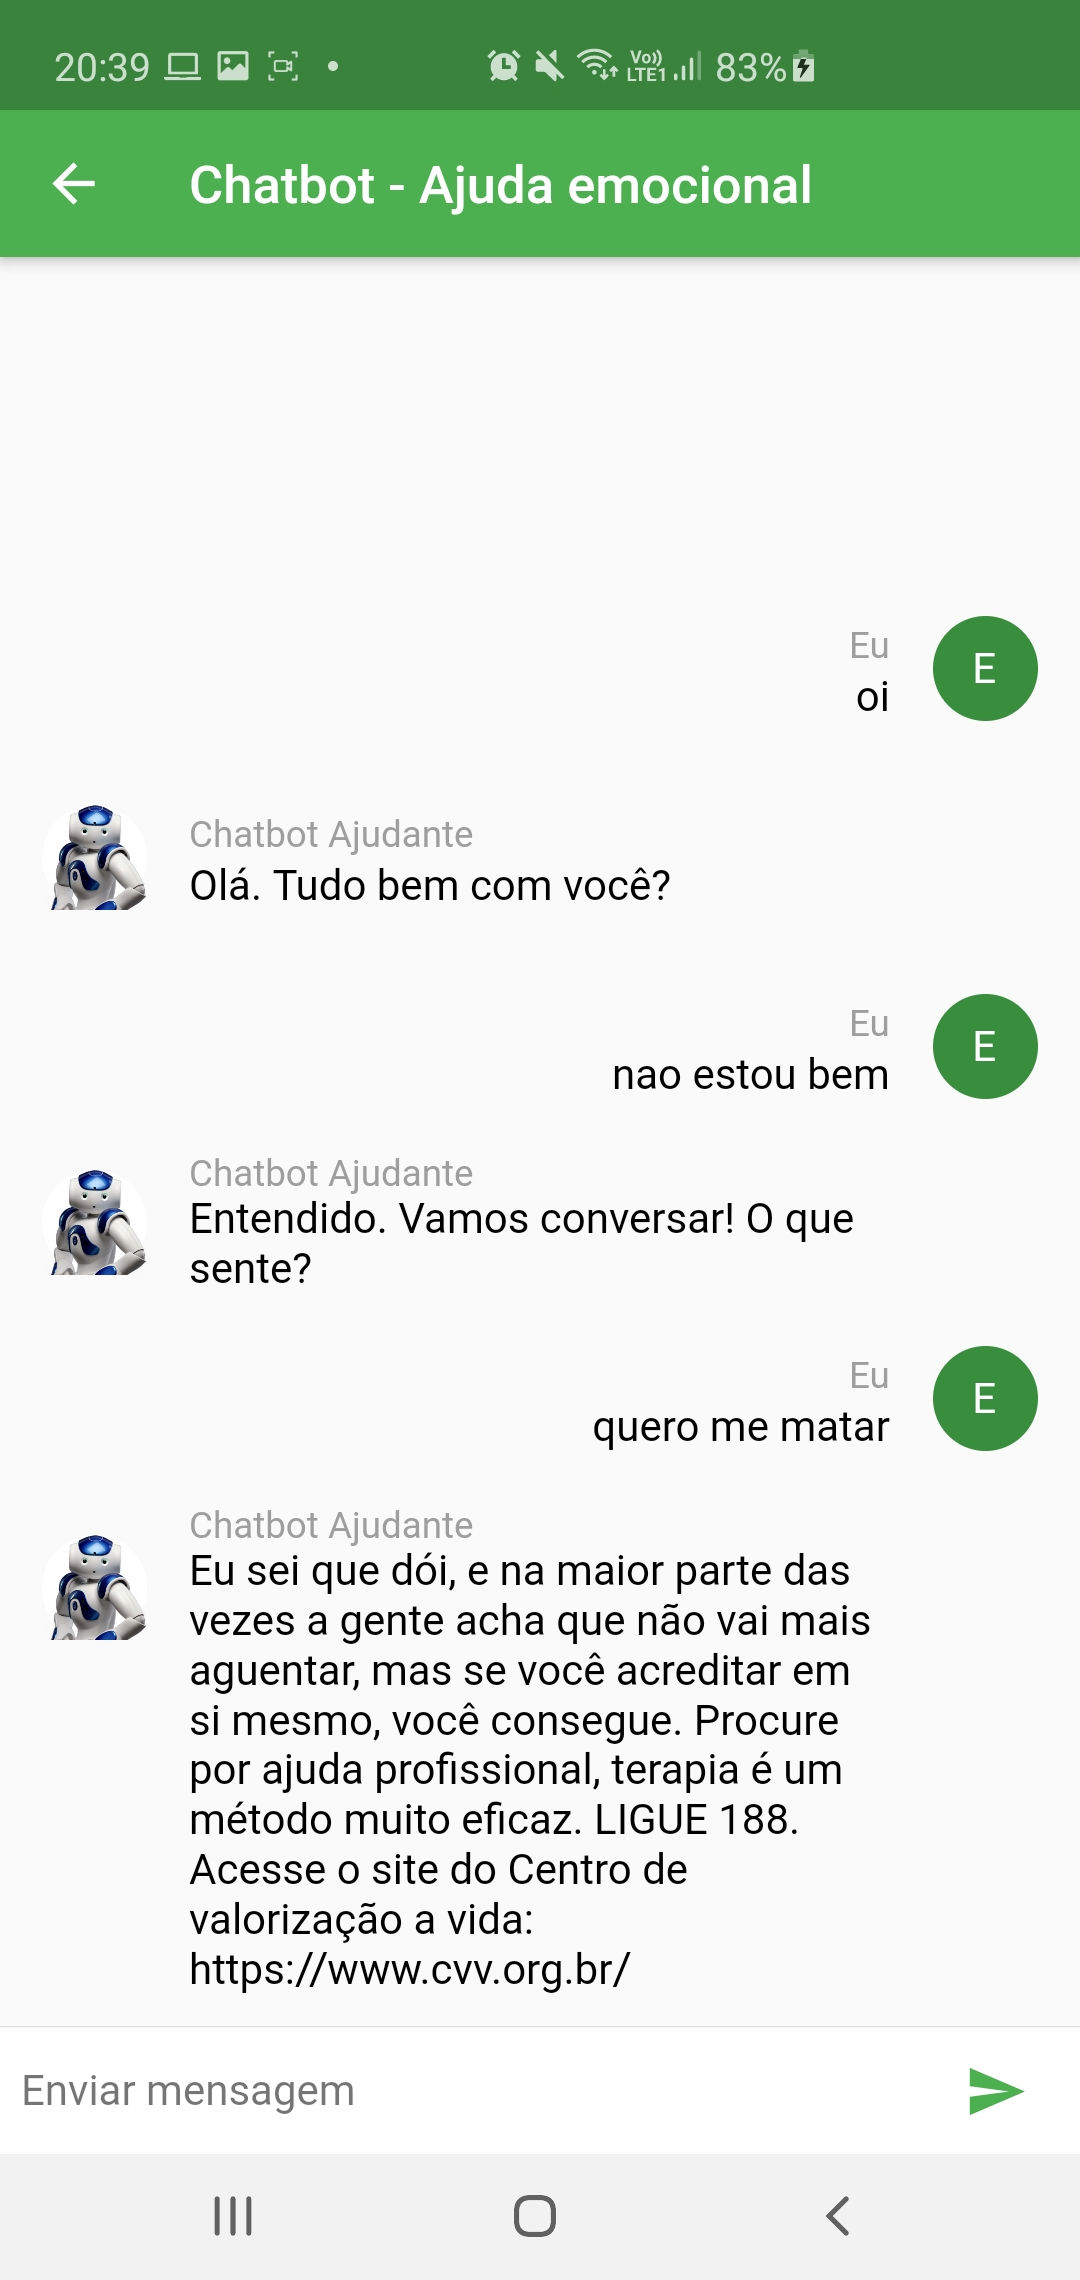 20:39 Vo)) LTE1 83%
Chatbot - Ajuda emocional
Eu
E
oi
Chatbot Ajudante
Olá. Tudo bem com você?
Eu
E
nao estou bem
Chatbot Ajudante
Entendido. Vamos conversar! O que
sente?
Eu
E
quero me matar
Chatbot Ajudante
Eu sei que dói, e na maior parte das
vezes a gente acha que não vai mais
aguentar, mas se você acreditar em
si mesmo, você consegue. Procure
por ajuda profissional, terapia é um
método muito eficaz. LIGUE 188.
Acesse o site do Centro de
valorização a vida:
https://www.cvv.org.br/
Enviar mensagem